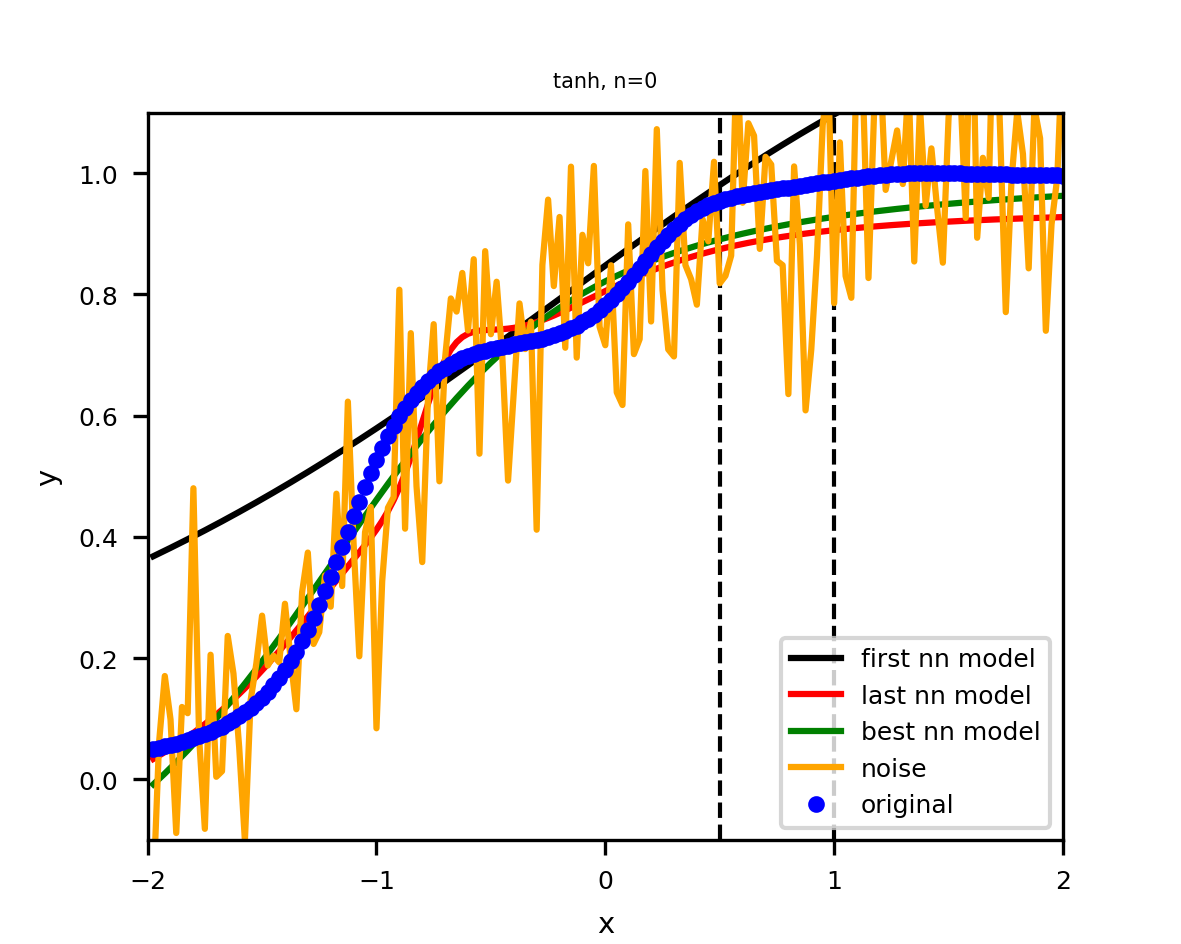 tanh, n=0
1.0
0.8
0.6
0.4
0.2
0.0
y
first nn model
last nn model
best nn model
noise
original
−2
−1
0
1
2
x